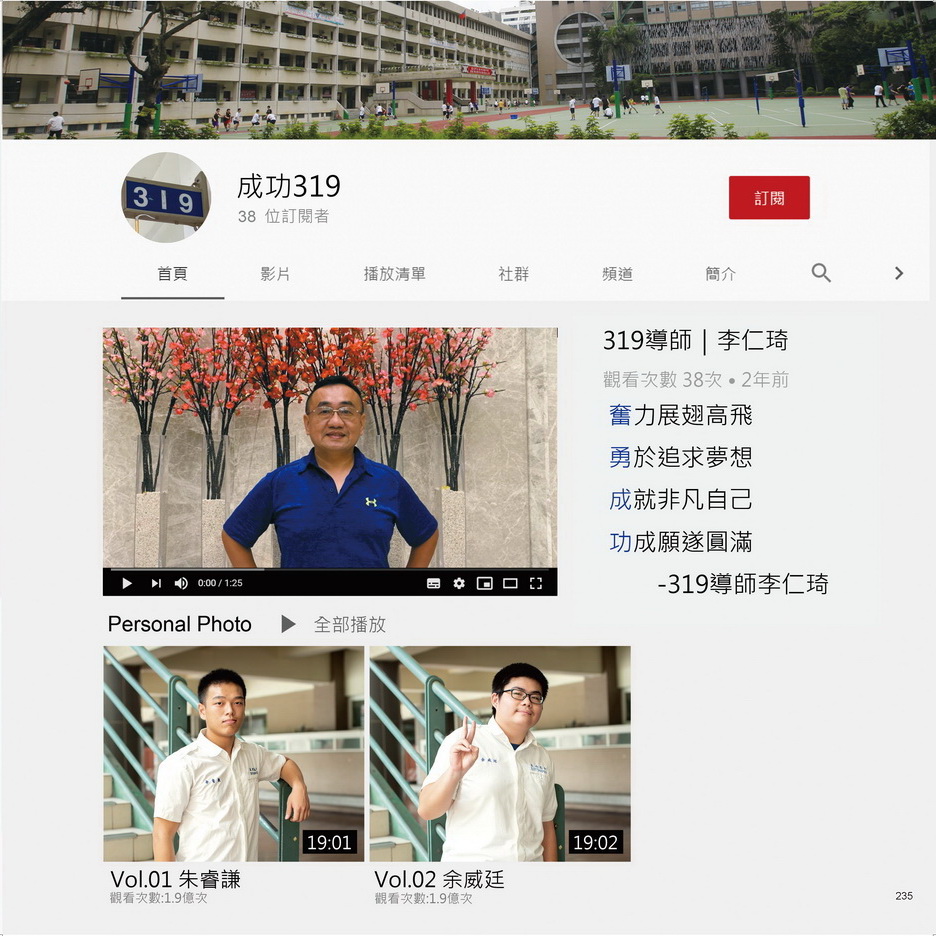 319
成功319
38 位訂閱者
訂閱
首頁
影片
播放清單
社群
頻道
簡介
319導師 | 李仁琦
觀看次數 38次 • 2年前
奮力展翅高飛
勇於追求夢想
成就非凡自己
功成願遂圓滿
-319導師李仁琦
0:00 / 1:25
Personal Photo
全部播放
19:01
19:02
Vol.01 朱睿謙
觀看次數:1.9億次
Vol.02 余威廷
觀看次數:1.9億次
235